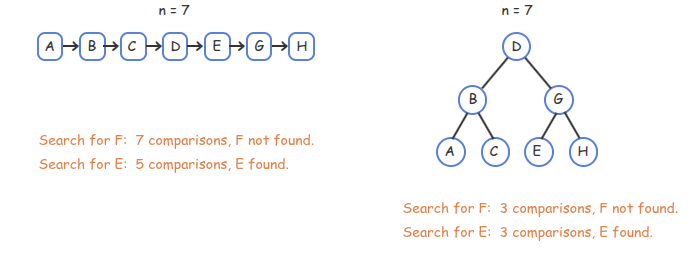 n = 7
A B C D E G H
Search for F: 7 comparisons, F not found.
Search for E: 5 comparisons, E found.
n = 7
D
B G
A C E H
Search for F: 3 comparisons, F not found.
Search for E: 3 comparisons, E found.